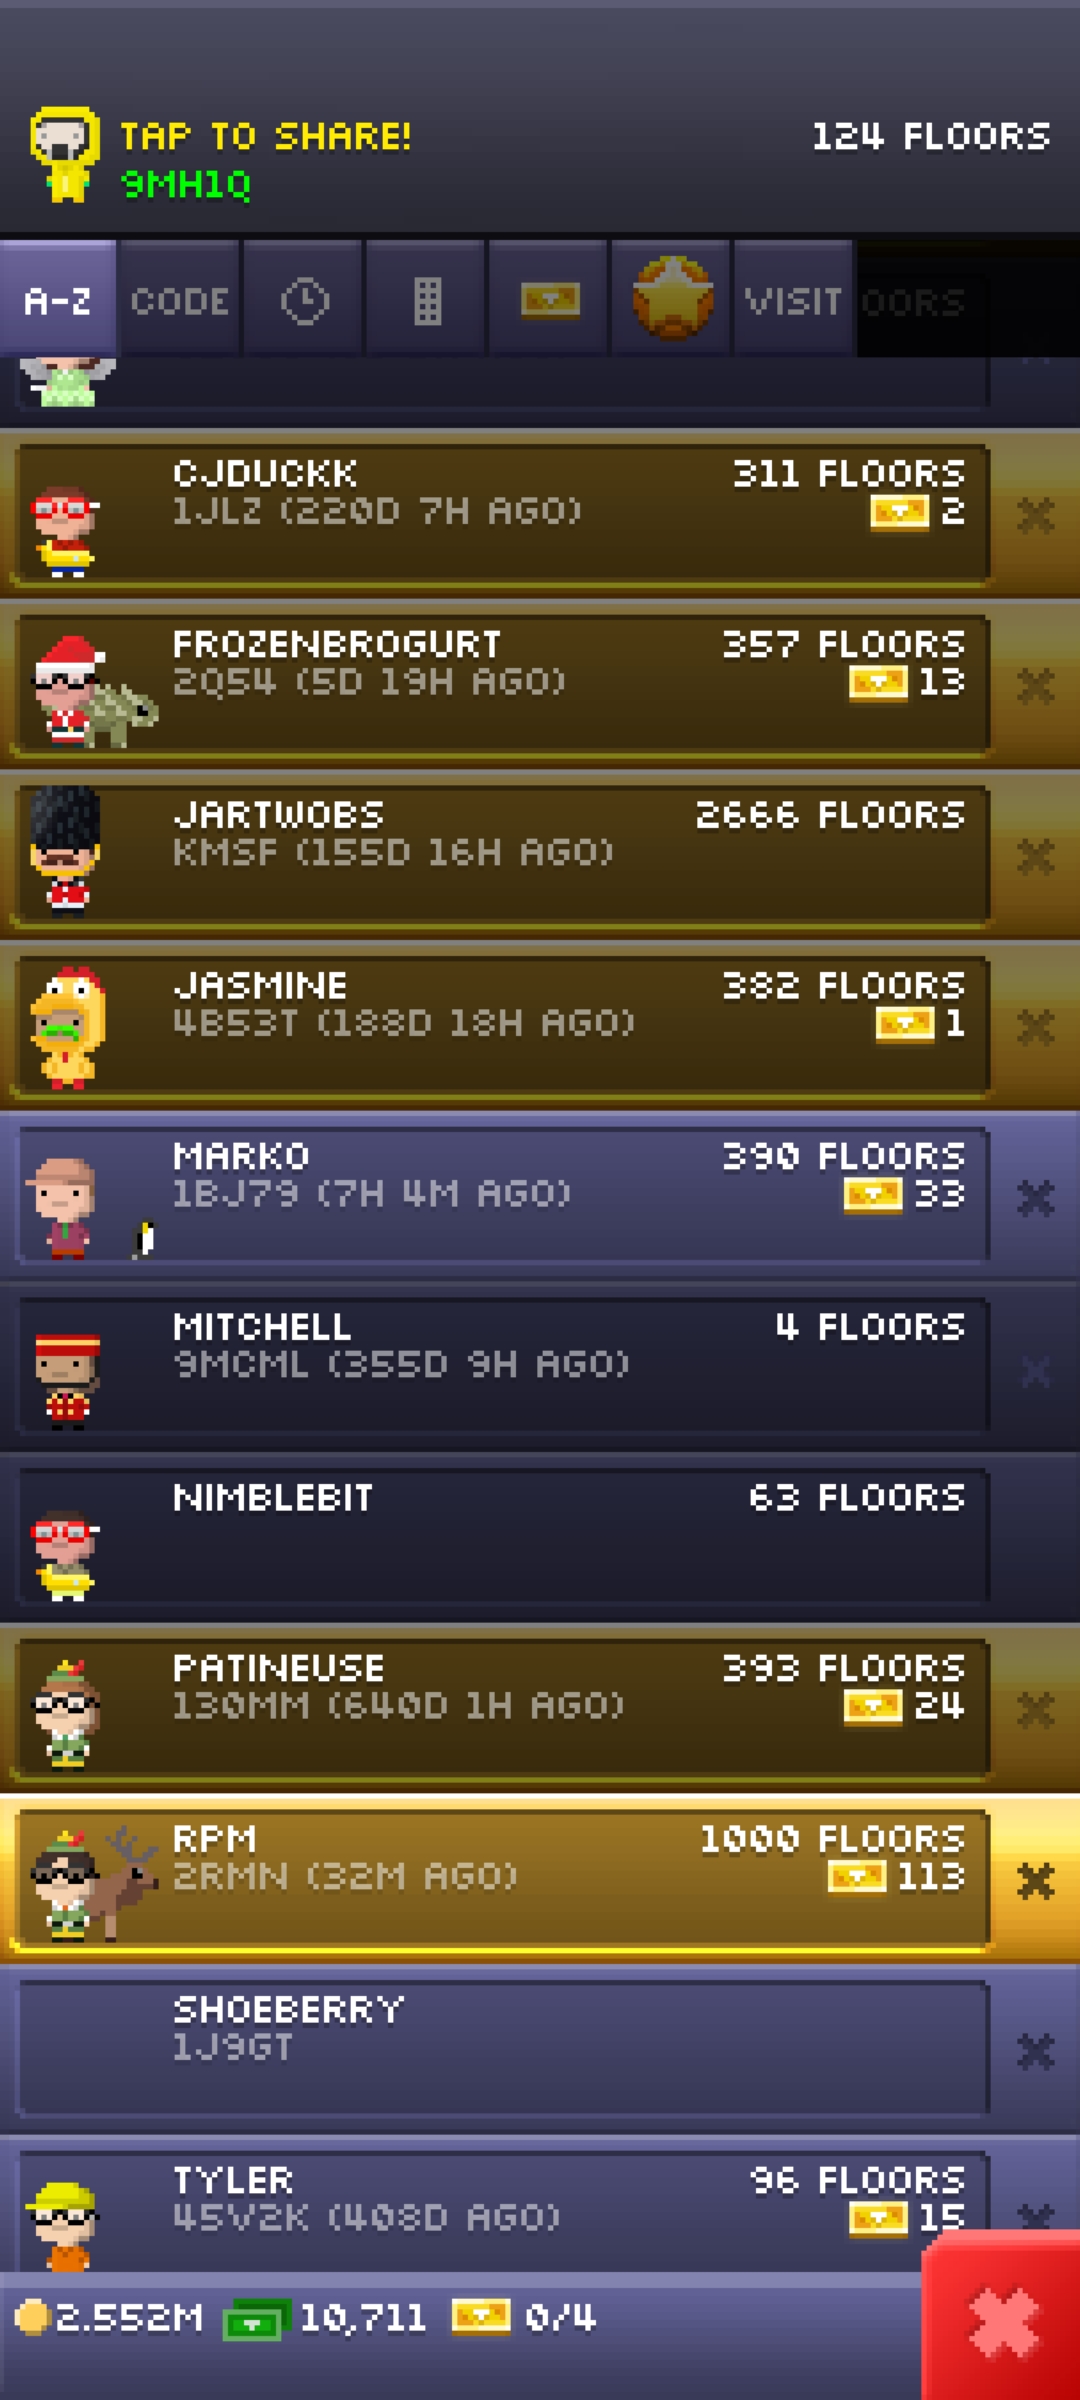 TAP TO SHARE!
124 FLOORS
9MH1Q
A-Z CODE VISIT OORS
CJDUCKK 311 FLOORS
1JLZ (220D 7H AGO) 2
FROZENBROGURT 357 FLOORS
2Q54 (5D 19H AGO) 13
JARTWOBS 2666 FLOORS
KMSF (155D 16H AGO)
JASMINE 382 FLOORS
4B53T (188D 18H AGO) 1
MARKO 390 FLOORS
1BJ79 (7H 4M AGO) 33
MITCHELL 4 FLOORS
9MCML (355D 9H AGO)
NIMBLEBIT 63 FLOORS
PATINEUSE 393 FLOORS
130MM (640D 1H AGO) 24
RPM 1000 FLOORS
2RMN (32M AGO) 113
SHOEBERRY
1J9GT
TYLER 96 FLOORS
45V2K (408D AGO) 15
2.552M 10,711 0/4